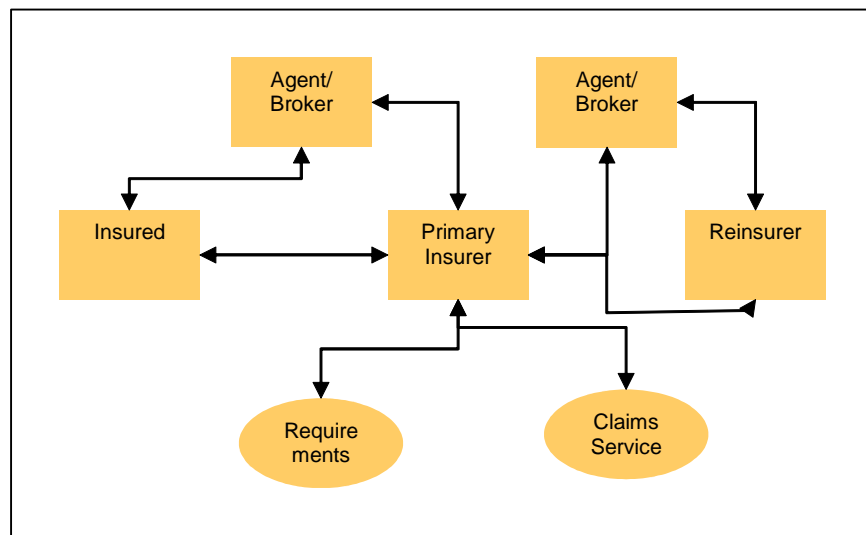 Agent/
Broker
Agent/
Broker
Insured
Primary
Insurer
Reinsurer
Require
ments
Claims
Service